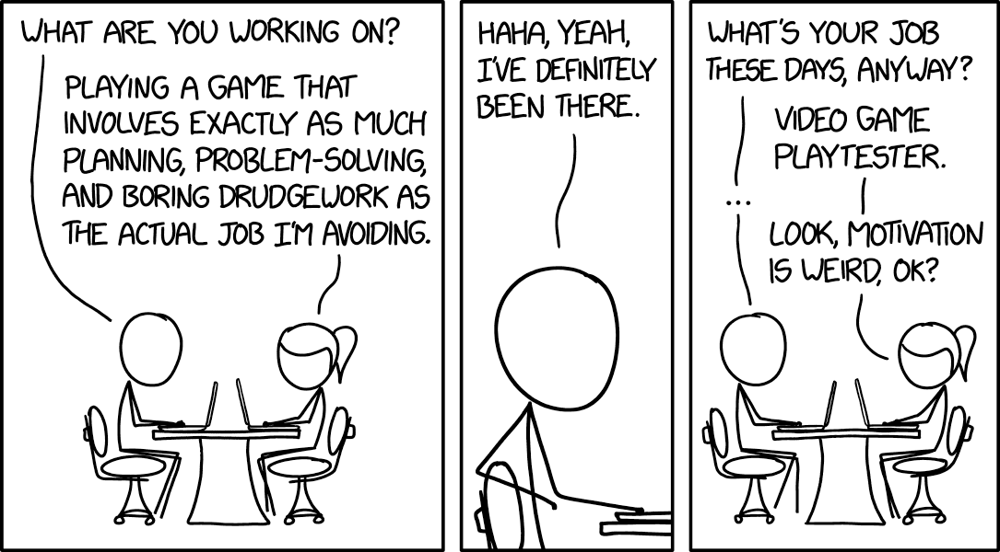 WHAT ARE YOU WORKING ON?
PLAYING A GAME THAT
INVOLVES EXACTLY AS MUCH
PLANNING, PROBLEM-SOLVING,
AND BORING DRUDGEWORK AS
THE ACTUAL JOB I'M AVOIDING.
HAHA, YEAH,
I'VE DEFINITELY
BEEN THERE.
WHAT'S YOUR JOB
THESE DAYS, ANYWAY?
VIDEO GAME
PLAYTESTER.
...
LOOK, MOTIVATION
IS WEIRD, OK?